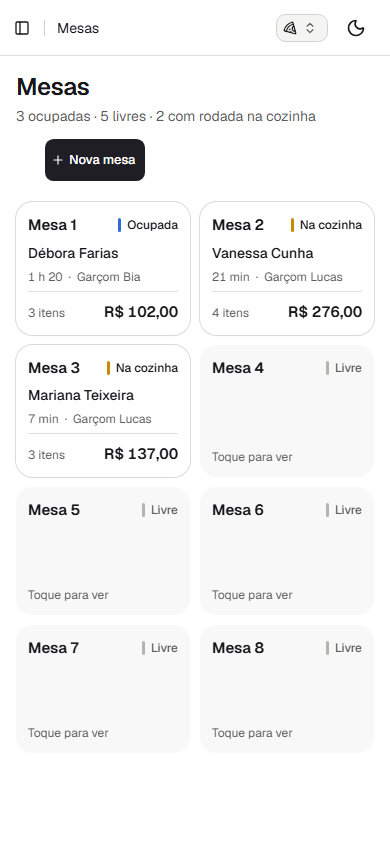 Mesas
Mesas
3 ocupadas · 5 livres · 2 com rodada na cozinha
+ Nova mesa
Mesa 1
Ocupada
Débora Farias
1 h 20 · Garçom Bia
3 itens
R$ 102,00
Mesa 2
Na cozinha
Vanessa Cunha
21 min · Garçom Lucas
4 itens
R$ 276,00
Mesa 3
Na cozinha
Mariana Teixeira
7 min · Garçom Lucas
3 itens
R$ 137,00
Mesa 4
Livre
Toque para ver
Mesa 5
Livre
Toque para ver
Mesa 6
Livre
Toque para ver
Mesa 7
Livre
Toque para ver
Mesa 8
Livre
Toque para ver